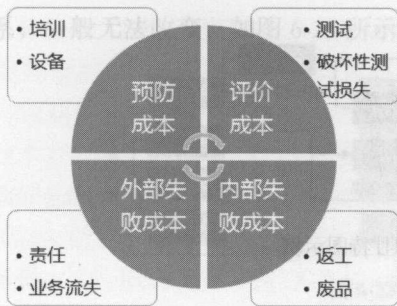 • 培训
• 设备
• 测试
• 破坏性测
试损失
预防
成本
评价
成本
外部失
败成本
内部失
败成本
• 责任
• 业务流失
• 返工
• 废品